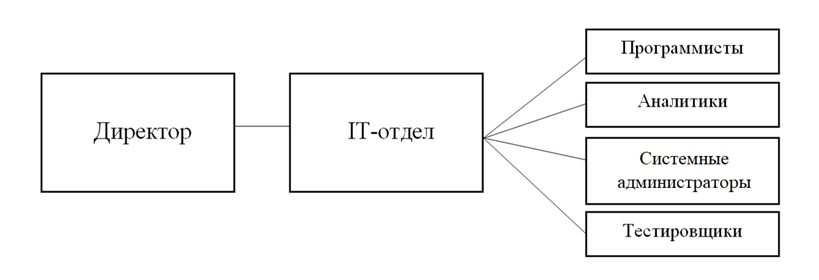 Директор
IT-отдел
Программисты
Аналитики
Системные
администраторы
Тестировщики